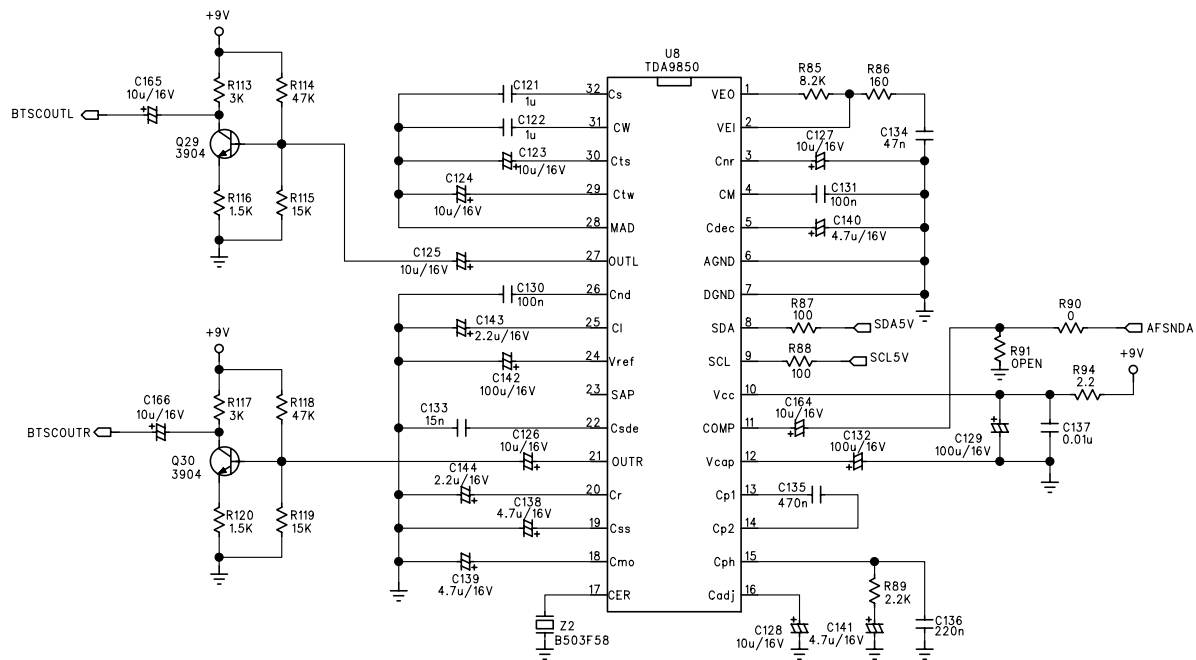 +9V
C165
10u/16V
R113
3K
R114
47K
BTSCOUTL
Q29
3904
R116
1.5K
R115
15K
+9V
C166
10u/16V
R117
3K
R118
47K
BTSCOUTR
Q30
3904
R120
1.5K
R119
15K
C121
1u
C122
1u
C123
10u/16V
C124
10u/16V
C125
10u/16V
C130
100n
C143
2.2u/16V
C142
100u/16V
C133
15n
C126
10u/16V
C144
2.2u/16V
C138
4.7u/16V
C139
4.7u/16V
Z2
B503F58
U8
TDA9850
32 Cs
31 CW
30 Cts
29 Ctw
28 MAD
27 OUTL
26 Cnd
25 CI
24 Vref
23 SAP
22 Csde
21 OUTR
20 Cr
19 Css
18 Cmo
17 CER
VEO 1
VEI 2
Cnr 3
CM 4
Cdec 5
AGND 6
DGND 7
SDA 8
SCL 9
Vcc 10
COMP 11
Vcap 12
Cp1 13
Cp2 14
Cph 15
Cadj 16
R85
8.2K
R86
160
C127
10u/16V
C134
47n
C131
100n
C140
4.7u/16V
R87
100
SDA5V
R88
100
SCL5V
R90
0
AFSNDA
R91
OPEN
+9V
R94
2.2
C164
10u/16V
C132
100u/16V
C129
100u/16V
C137
0.01u
C135
470n
R89
2.2K
C128
10u/16V
C141
4.7u/16V
C136
220n